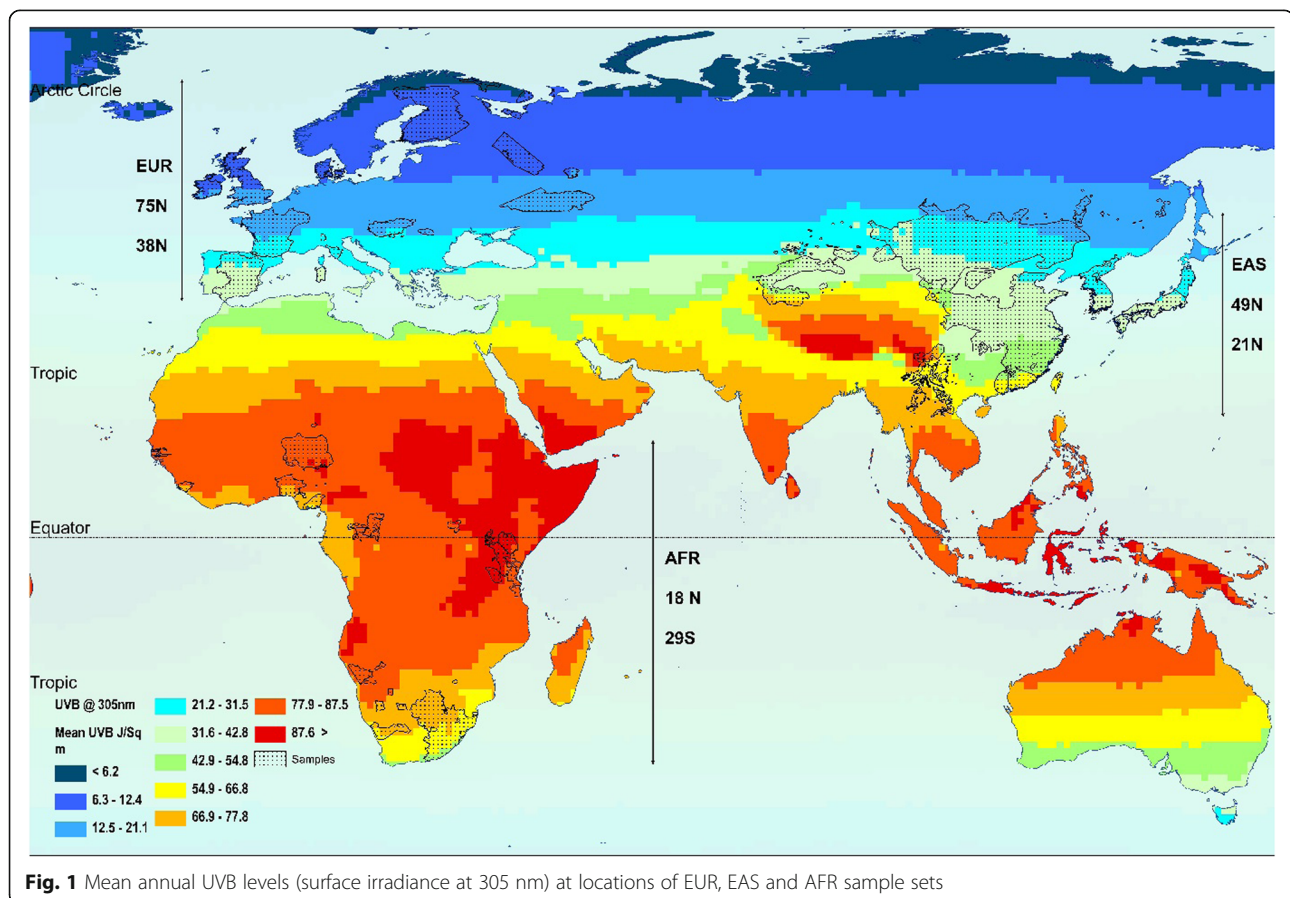 Arctic Circle
EUR
75N
38N
EAS
49N
21N
Tropic
Equator
AFR
18 N
29S
Tropic
UVB @ 305nm
Mean UVB J/Sq
m
< 6.2
6.3 - 12.4
12.5 - 21.1
21.2 - 31.5
31.6 - 42.8
42.9 - 54.8
54.9 - 66.8
66.9 - 77.8
77.9 - 87.5
87.6 >
Samples
Fig. 1 Mean annual UVB levels (surface irradiance at 305 nm) at locations of EUR, EAS and AFR sample sets